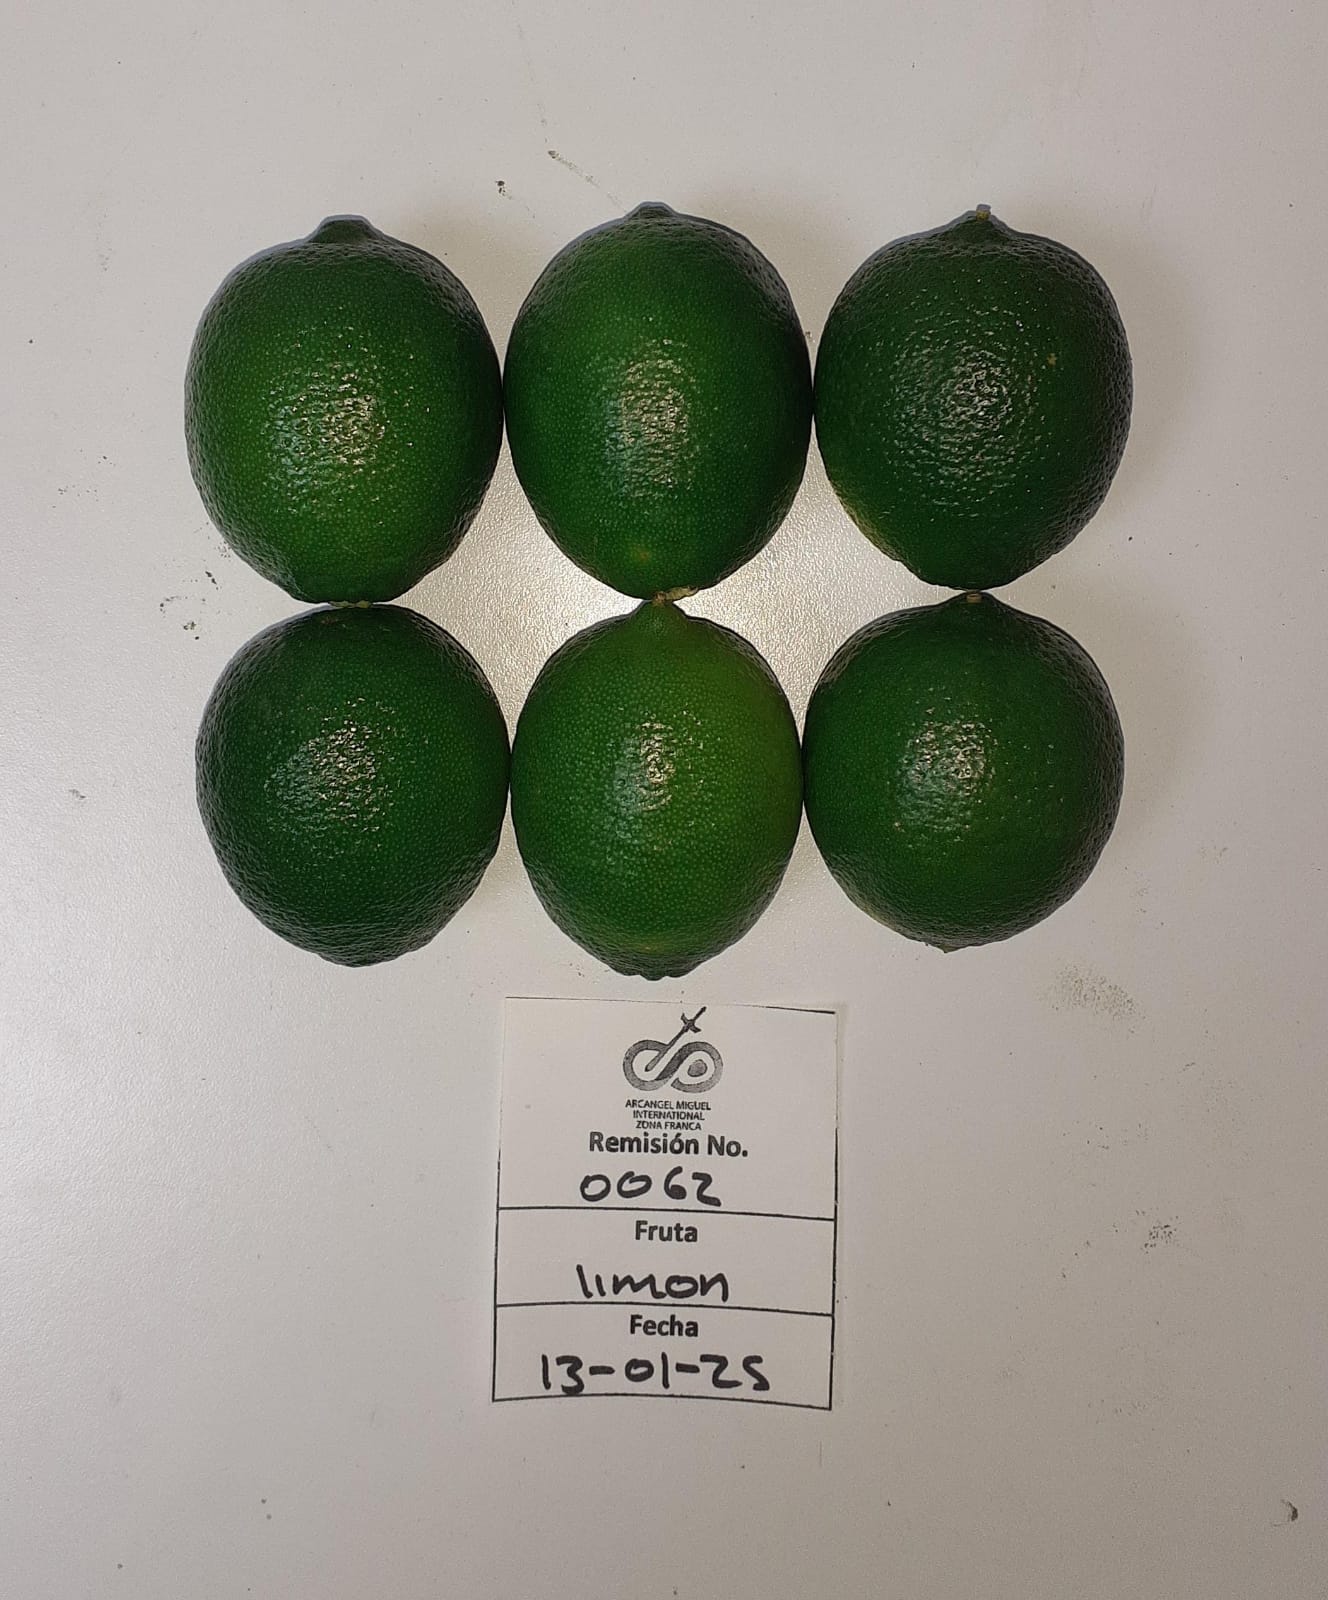 ARCANGEL MIGUEL
INTERNATIONAL
ZONA FRANCA
Remisión No.
0062
Fruta
limon
Fecha
13-01-25